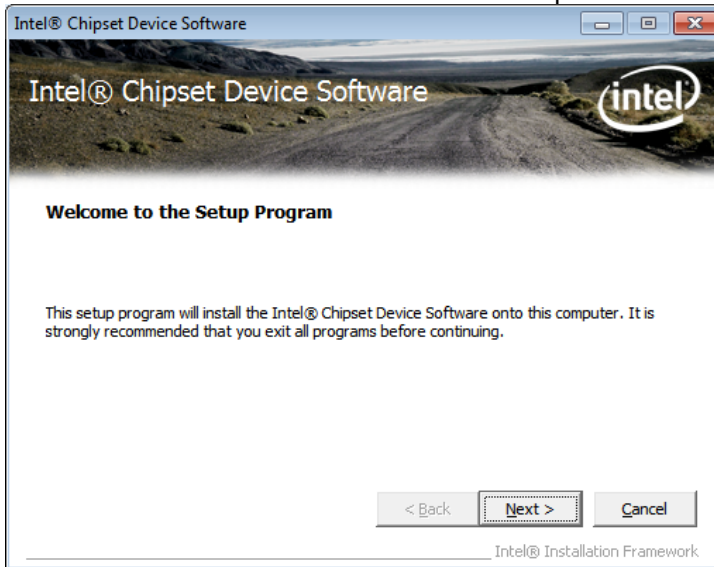 Intel® Chipset Device Software
Intel® Chipset Device Software
intel
Welcome to the Setup Program
This setup program will install the Intel® Chipset Device Software onto this computer. It is
strongly recommended that you exit all programs before continuing.
< Back Next > Cancel
Intel® Installation Framework